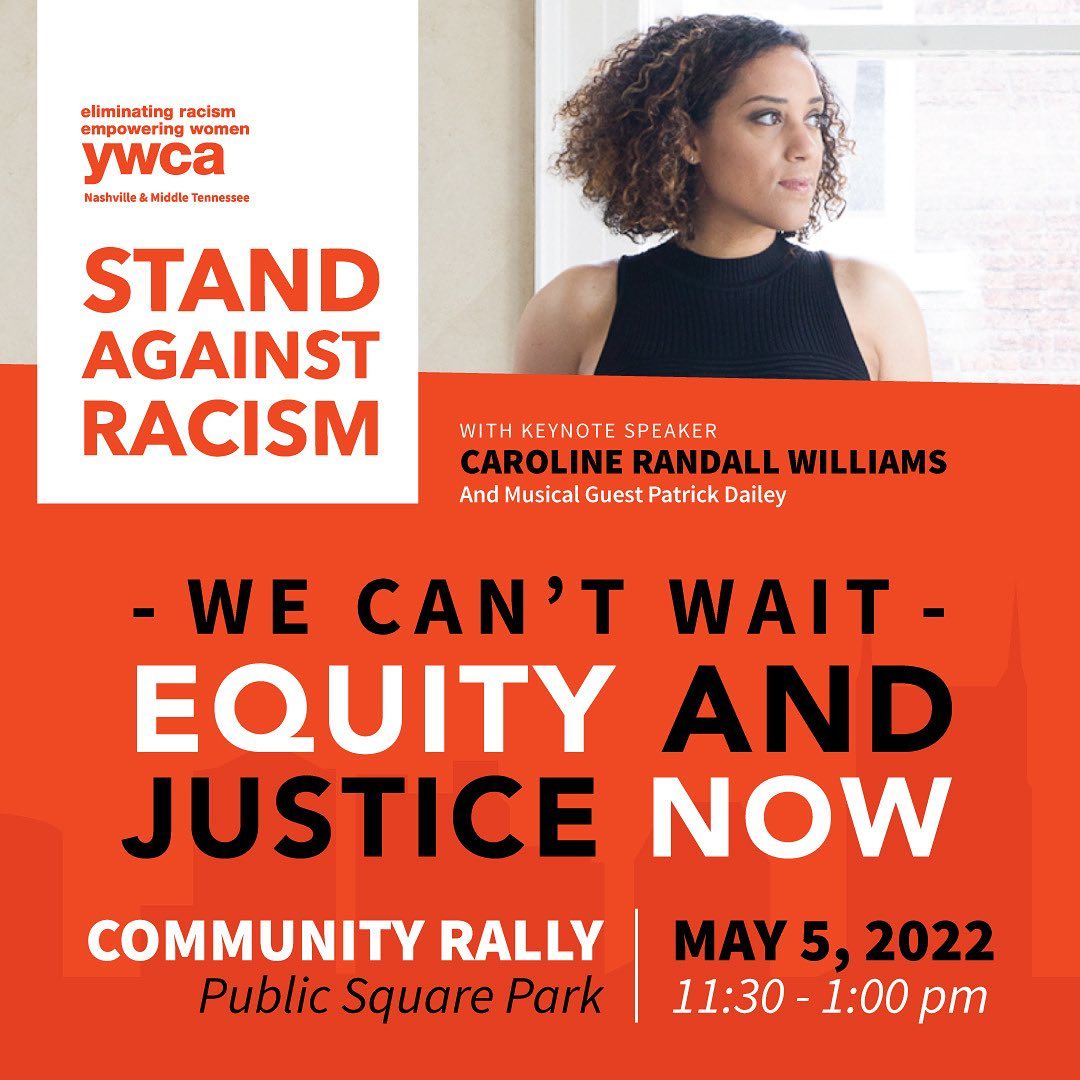 eliminating racism
empowering women
ywca
Nashville & Middle Tennessee
STAND
AGAINST
RACISM
WITH KEYNOTE SPEAKER
CAROLINE RANDALL WILLIAMS
And Musical Guest Patrick Dailey
- WE CAN’T WAIT -
EQUITY AND
JUSTICE NOW
COMMUNITY RALLY
Public Square Park
MAY 5, 2022
11:30 - 1:00 pm